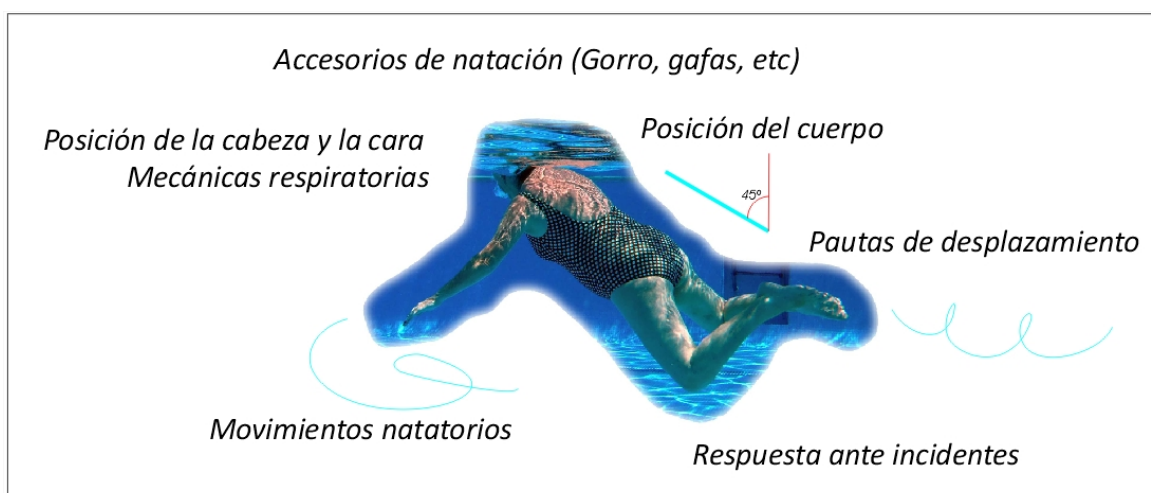 Accesorios de natación (Gorro, gafas, etc)
Posición de la cabeza y la cara
Mecánicas respiratorias
Posición del cuerpo
45º
Pautas de desplazamiento
Movimientos natatorios
Respuesta ante incidentes